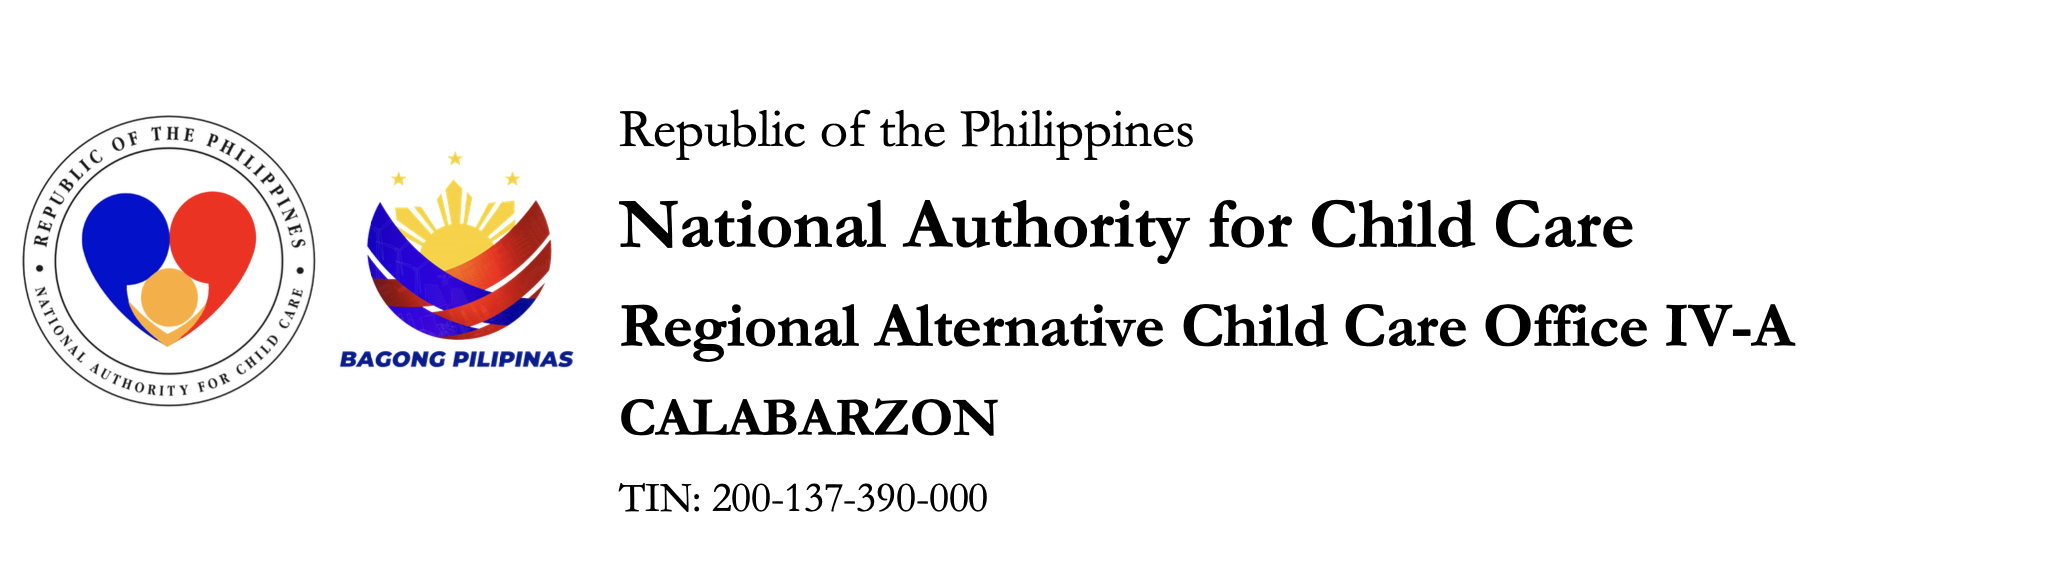 • REPUBLIC OF THE PHILIPPINES •
NATIONAL AUTHORITY FOR CHILD CARE
BAGONG PILIPINAS
Republic of the Philippines
National Authority for Child Care
Regional Alternative Child Care Office IV-A
CALABARZON
TIN: 200-137-390-000